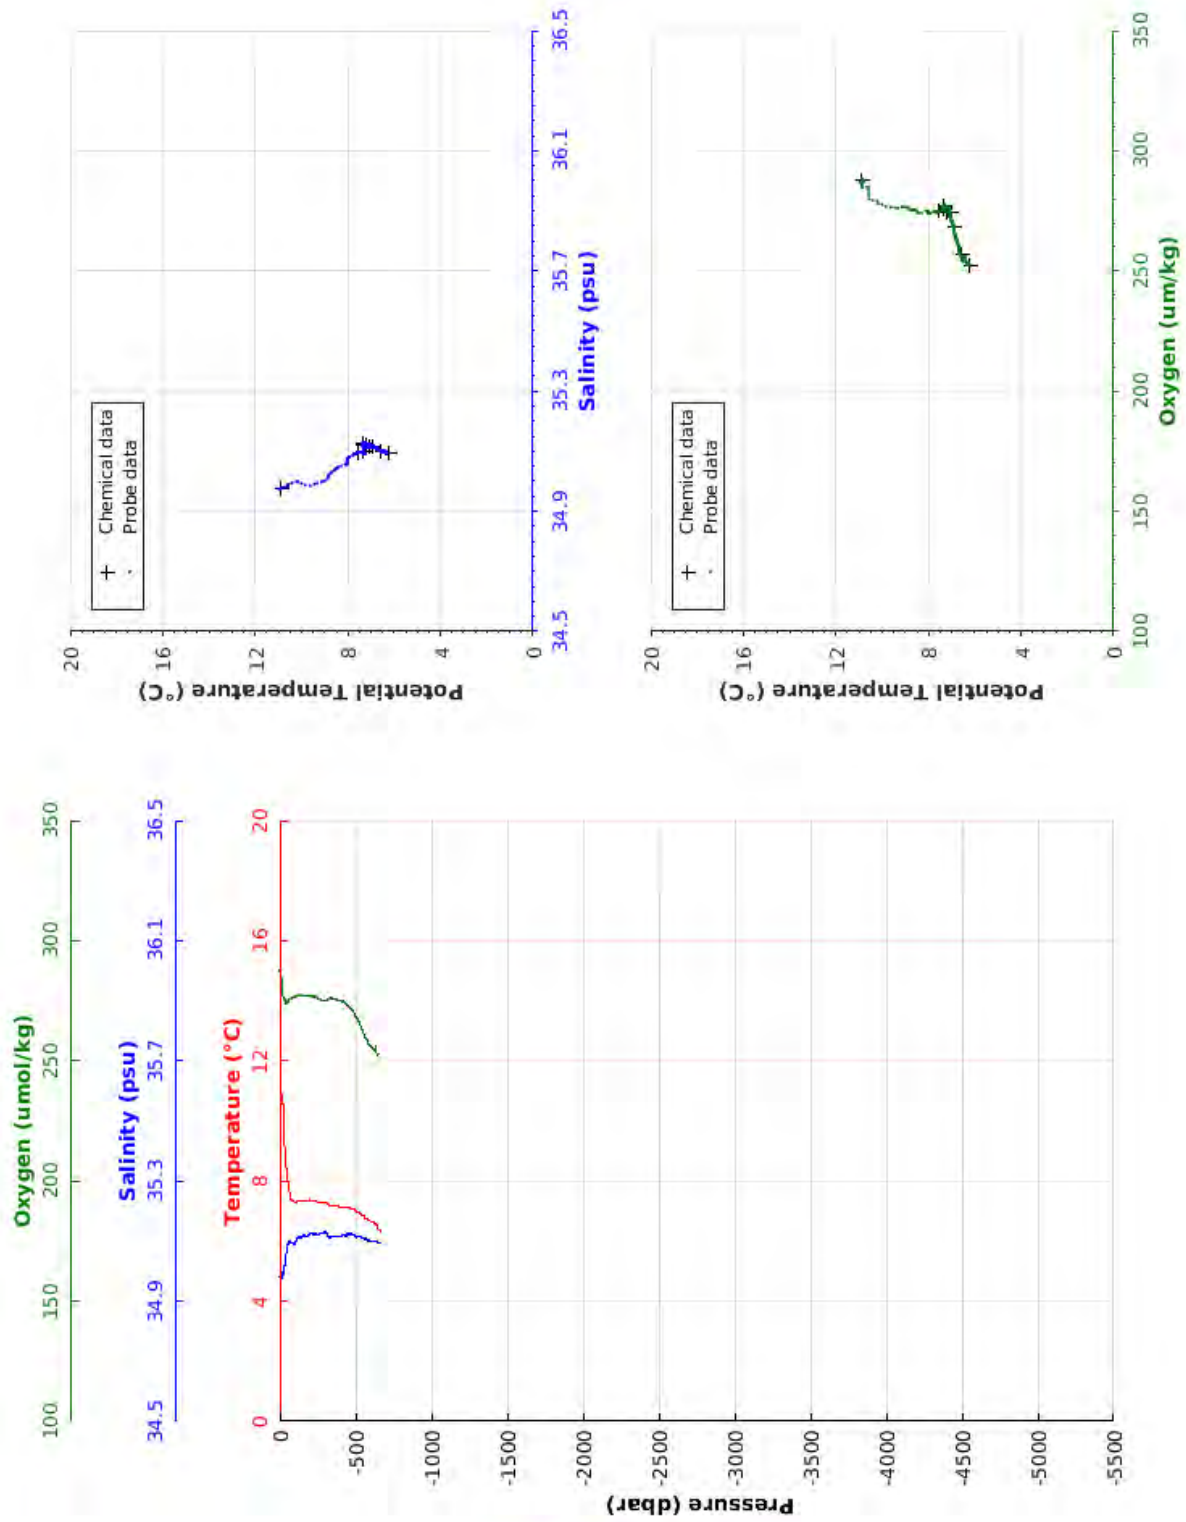 Oxygen (umol/kg)
100 150 200 250 300 350
Salinity (psu)
34.5 34.9 35.3 35.7 36.1 36.5
Temperature (°C)
0 4 8 12 16 20
Pressure (dbar)
0
-500
-1000
-1500
-2000
-2500
-3000
-3500
-4000
-4500
-5000
-5500
Potential Temperature (°C)
20
16
12
8
4
0
Chemical data
Probe data
34.5 34.9 35.3 35.7 36.1 36.5
Salinity (psu)
Potential Temperature (°C)
20
16
12
8
4
0
Chemical data
Probe data
100 150 200 250 300 350
Oxygen (um/kg)